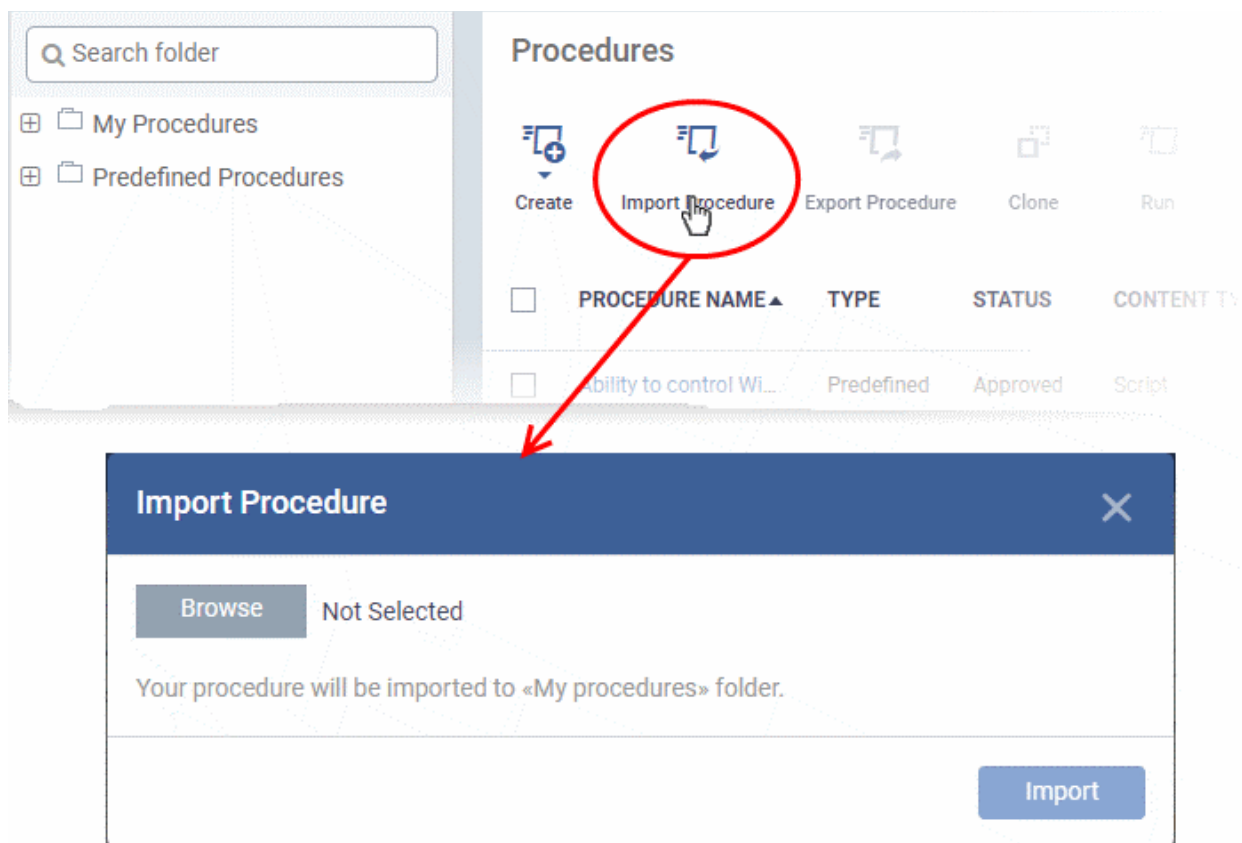 Search folder
My Procedures
Predefined Procedures
Procedures
Create Import Procedure Export Procedure Clone Run
PROCEDURE NAME TYPE STATUS CONTENT
Ability to control Wi... Predefined Approved Script
Import Procedure
Browse Not Selected
Your procedure will be imported to «My procedures» folder.
Import